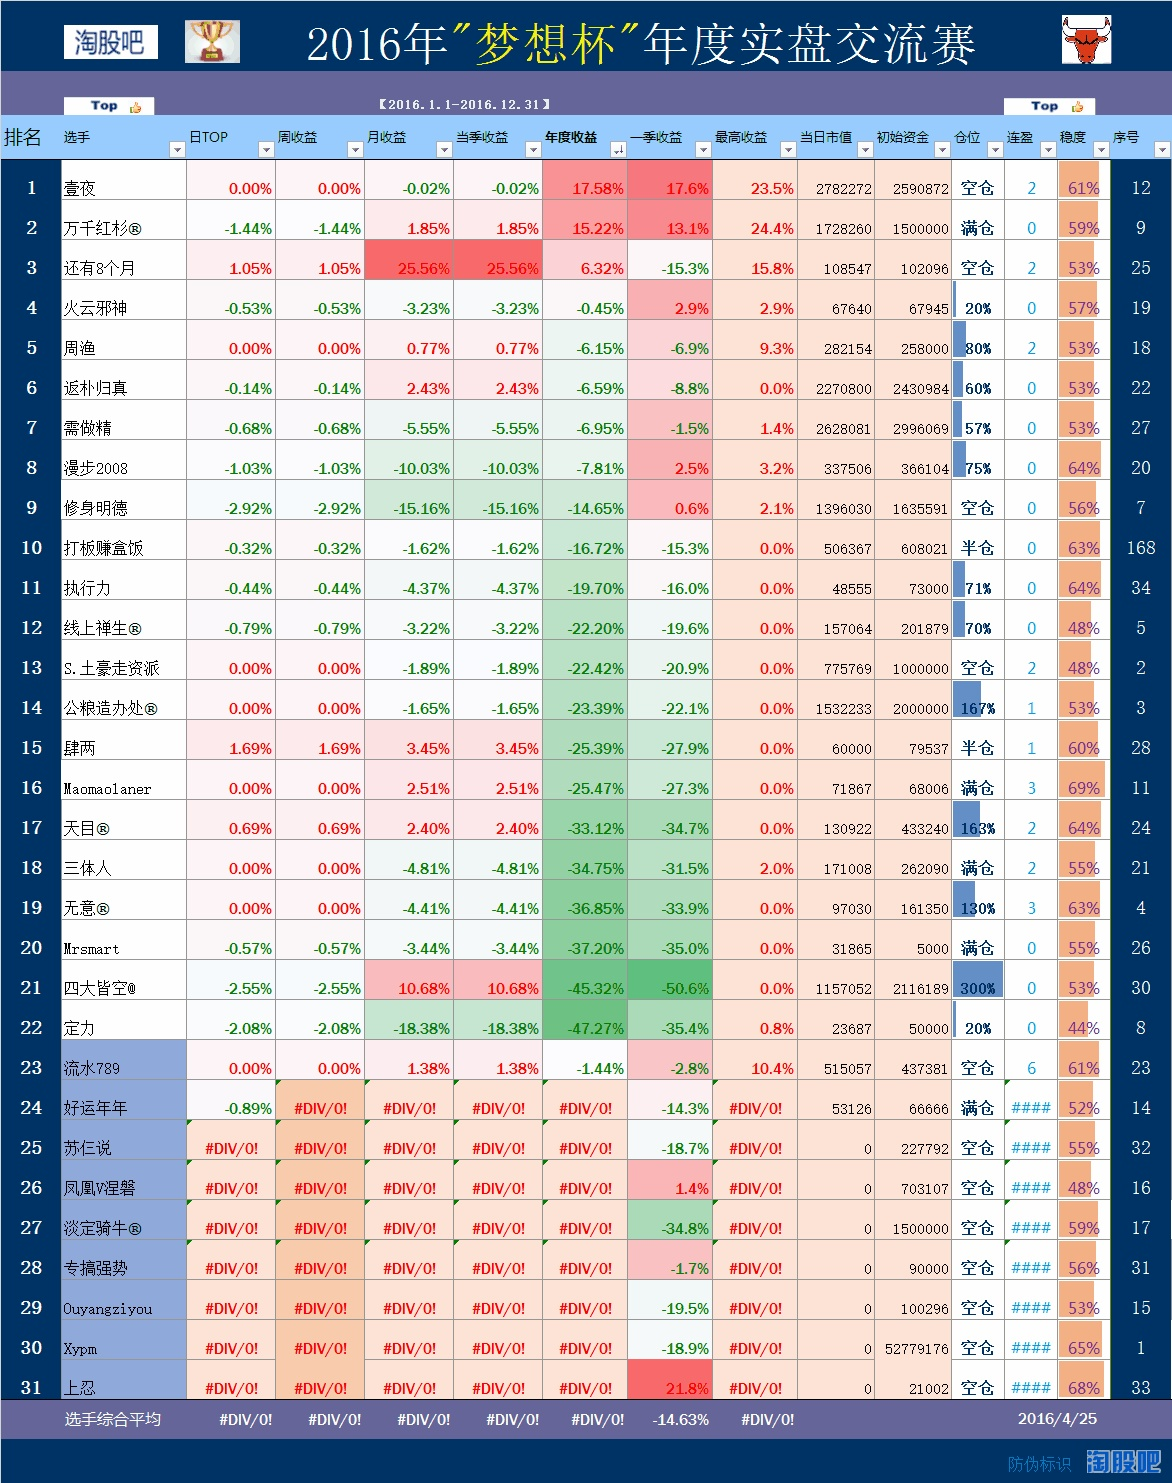 淘股吧 2016年"梦想杯"年度实盘交流赛
Top 【2016.1.1-2016.12.31】 Top
排名 选手 日TOP 周收益 月收益 当季收益 年度收益 一季收益 最高收益 当日市值 初始资金 仓位 连盈 稳度 序号
1 壹夜 0.00% 0.00% -0.02% -0.02% 17.58% 17.6% 23.5% 2782272 2590872 空仓 2 61% 12
2 万千红杉® -1.44% -1.44% 1.85% 1.85% 15.22% 13.1% 24.4% 1728260 1500000 满仓 0 59% 9
3 还有8个月 1.05% 1.05% 25.56% 25.56% 6.32% -15.3% 15.8% 108547 102096 空仓 2 53% 25
4 火云邪神 -0.53% -0.53% -3.23% -3.23% -0.45% 2.9% 2.9% 67640 67945 20% 0 57% 19
5 周渔 0.00% 0.00% 0.77% 0.77% -6.15% -6.9% 9.3% 282154 258000 80% 2 53% 18
6 返朴归真 -0.14% -0.14% 2.43% 2.43% -6.59% -8.8% 0.0% 2270800 2430984 60% 0 53% 22
7 需做精 -0.68% -0.68% -5.55% -5.55% -6.95% -1.5% 1.4% 2628081 2996069 57% 0 53% 27
8 漫步2008 -1.03% -1.03% -10.03% -10.03% -7.81% 2.5% 3.2% 337506 366104 75% 0 64% 20
9 修身明德 -2.92% -2.92% -15.16% -15.16% -14.65% 0.6% 2.1% 1396030 1635591 空仓 0 56% 7
10 打板赚盒饭 -0.32% -0.32% -1.62% -1.62% -16.72% -15.3% 0.0% 506367 608021 半仓 0 63% 168
11 执行力 -0.44% -0.44% -4.37% -4.37% -19.70% -16.0% 0.0% 48555 73000 71% 0 64% 34
12 线上禅生® -0.79% -0.79% -3.22% -3.22% -22.20% -19.6% 0.0% 157064 201879 70% 0 48% 5
13 S.土豪走资派 0.00% 0.00% -1.89% -1.89% -22.42% -20.9% 0.0% 775769 1000000 空仓 2 48% 2
14 公粮造办处® 0.00% 0.00% -1.65% -1.65% -23.39% -22.1% 0.0% 1532233 2000000 167% 1 53% 3
15 肆两 1.69% 1.69% 3.45% 3.45% -25.39% -27.9% 0.0% 60000 79537 半仓 1 60% 28
16 Maomaolaner 0.00% 0.00% 2.51% 2.51% -25.47% -27.3% 0.0% 71867 68006 满仓 3 69% 11
17 天目® 0.69% 0.69% 2.40% 2.40% -33.12% -34.7% 0.0% 130922 433240 163% 2 64% 24
18 三体人 0.00% 0.00% -4.81% -4.81% -34.75% -31.5% 2.0% 171008 262090 满仓 2 55% 21
19 无意® 0.00% 0.00% -4.41% -4.41% -36.85% -33.9% 0.0% 97030 161350 130% 3 63% 4
20 Mrsmart -0.57% -0.57% -3.44% -3.44% -37.20% -35.0% 0.0% 31865 5000 满仓 0 55% 26
21 四大皆空@ -2.55% -2.55% 10.68% 10.68% -45.32% -50.6% 0.0% 1157052 2116189 300% 0 53% 30
22 定力 -2.08% -2.08% -18.38% -18.38% -47.27% -35.4% 0.8% 23687 50000 20% 0 44% 8
23 流水789 0.00% 0.00% 1.38% 1.38% -1.44% -2.8% 10.4% 515057 437381 空仓 6 61% 23
24 好运年年 -0.89% #DIV/0! #DIV/0! #DIV/0! #DIV/0! -14.3% #DIV/0! 53126 66666 满仓 #### 52% 14
25 苏仨说 #DIV/0! #DIV/0! #DIV/0! #DIV/0! #DIV/0! -18.7% #DIV/0! 0 227792 空仓 #### 55% 32
26 凤凰V涅磐 #DIV/0! #DIV/0! #DIV/0! #DIV/0! #DIV/0! 1.4% #DIV/0! 0 703107 空仓 #### 48% 16
27 淡定骑牛® #DIV/0! #DIV/0! #DIV/0! #DIV/0! #DIV/0! -34.8% #DIV/0! 0 1500000 空仓 #### 59% 17
28 专搞强势 #DIV/0! #DIV/0! #DIV/0! #DIV/0! #DIV/0! -1.7% #DIV/0! 0 90000 空仓 #### 56% 31
29 Ouyangziyou #DIV/0! #DIV/0! #DIV/0! #DIV/0! #DIV/0! -19.5% #DIV/0! 0 100296 空仓 #### 53% 15
30 Xypm #DIV/0! #DIV/0! #DIV/0! #DIV/0! #DIV/0! -18.9% #DIV/0! 0 52779176 空仓 #### 65% 1
31 上忍 #DIV/0! #DIV/0! #DIV/0! #DIV/0! #DIV/0! 21.8% #DIV/0! 0 21002 空仓 #### 68% 33
选手综合平均 #DIV/0! #DIV/0! #DIV/0! #DIV/0! #DIV/0! -14.63% #DIV/0! 2016/4/25
防伪标识 淘股吧